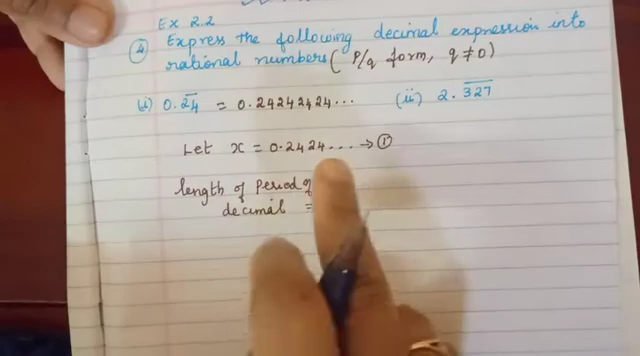 Ex 2.2
④ Express the following decimal expression into
rational numbers ( P/q form, q ≠ 0)
(i) 0.2̅4̅ = 0.24242424... (ii) 2.3̅2̅7̅
Let x = 0.2424... → ①
length of Period of
decimal =